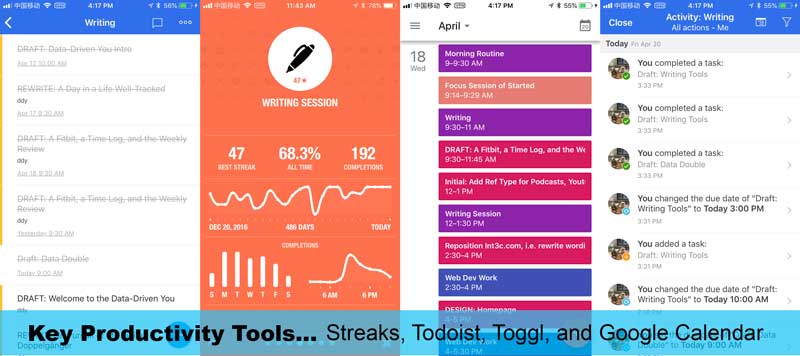 中国移动 4:17 PM 56%
Writing
DRAFT: Data-Driven You Intro
Apr 12 10:00 AM
REWRITE: A Day in a Life Well-Tracked
ddy
Apr 17 9:30 AM
DRAFT: A Fitbit, a Time Log, and the Weekly
Review
ddy
Apr 18 9:30 AM
DRAFT: A Fitbit, a Time Log, and the Weekly
Review
ddy
Yesterday 9:30 AM
Draft: Data Double
Today 9:00 AM
DRAFT: Welcome to the Data-Driven You
Doppelgänger
中国移动 11:43 AM 76%
47
WRITING SESSION
47
BEST STREAK
68.3%
ALL TIME
192
COMPLETIONS
DEC 20, 2016 486 DAYS TODAY
COMPLETIONS
S M T W T F S
6 AM 6 PM
中国移动 4:17 PM 55%
April
20
18
Wed
Morning Routine
9–9:30 AM
Focus Session of Started
9:14–9:29 AM
Writing
9:30–11 AM
DRAFT: A Fitbit, a Time Log, and the We
9:30–11:45 AM
Initial: Add Ref Type for Podcasts, Yout
12–1 PM
Writing Session
12–1:30 PM
Reposition Int3c.com, i.e. rewrite wordi
2:30–4 PM
Web Dev Work
2:30–4 PM
DESIGN: Homepage
4–5 PM
Web Dev Work
4–5:30 PM
中国移动 4:17 PM 55%
Close
Activity: Writing
All actions - Me
Today Fri Apr 20
You completed a task:
Draft: Writing Tools
3:33 PM
You completed a task:
Draft: Writing Tools
3:33 PM
You completed a task:
Draft: Data Double
3:33 PM
You changed the due date of "Draft:
Writing Tools" to Today 3:00 PM
3:31 PM
You added a task:
Draft: Writing Tools
3:21 PM
You changed the due date of "Draft:
Writing Tools" to Today 10:00 AM
Double" to Today 9:00 AM
Key Productivity Tools... Streaks, Todoist, Toggl, and Google Calendar